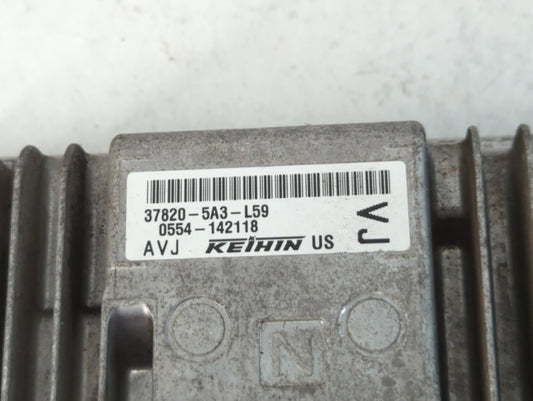 37820-5A3-L59
0554-142118
AVJ KEIHIN US
VJ
N